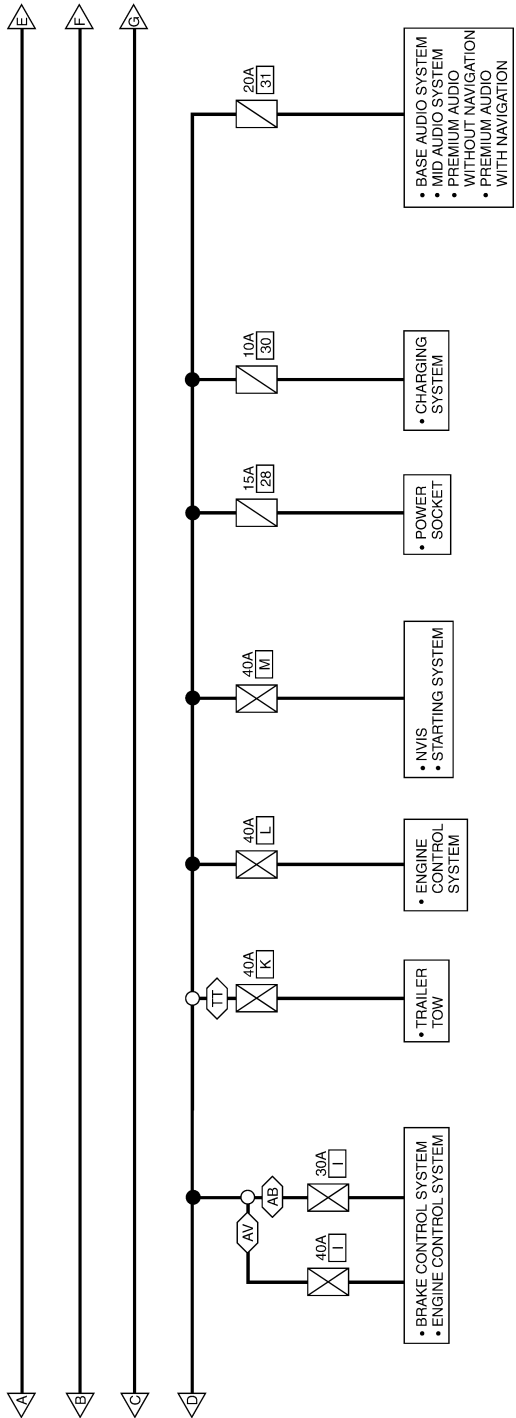 A
E
B
F
C
G
D
AV
40A
I
AB
30A
I
TT
40A
K
40A
L
40A
M
15A
28
10A
30
20A
31
• BRAKE CONTROL SYSTEM
• ENGINE CONTROL SYSTEM
• TRAILER
TOW
• ENGINE
CONTROL
SYSTEM
• NVIS
• STARTING SYSTEM
• POWER
SOCKET
• CHARGING
SYSTEM
• BASE AUDIO SYSTEM
• MID AUDIO SYSTEM
• PREMIUM AUDIO
WITHOUT NAVIGATION
• PREMIUM AUDIO
WITH NAVIGATION